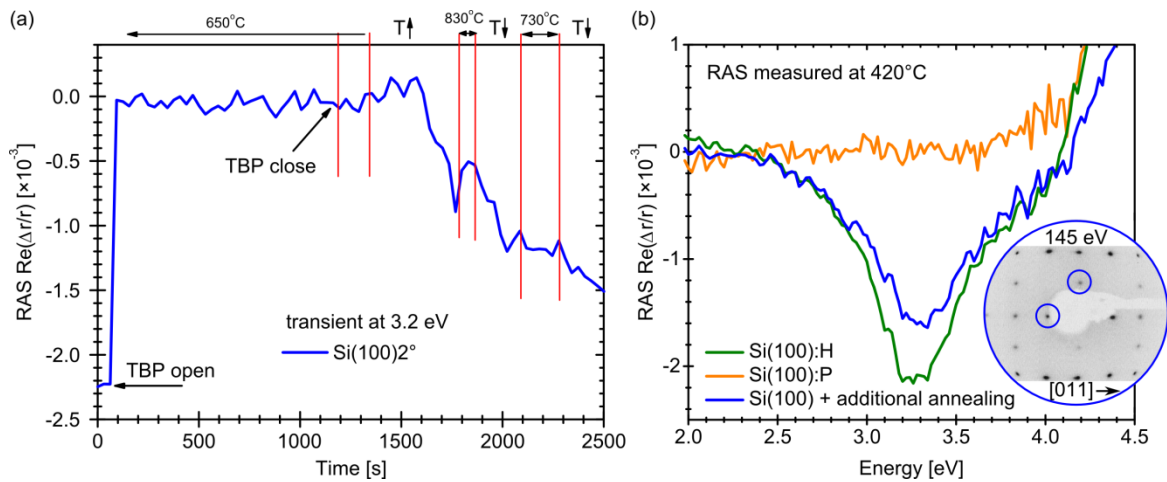 (a)
650°C
T↑
830°C
T↓
730°C
T↓
RAS Re(Δr/r) [×10⁻³]
0.0
-0.5
-1.0
-1.5
-2.0
-2.5
TBP close
transient at 3.2 eV
Si(100)2°
TBP open
0
500
1000
1500
2000
2500
Time [s]
(b)
RAS Re(Δr/r) [×10⁻³]
1
0
-1
-2
RAS measured at 420°C
145 eV
Si(100):H
Si(100):P
Si(100) + additional annealing
[011]
2.0
2.5
3.0
3.5
4.0
4.5
Energy [eV]